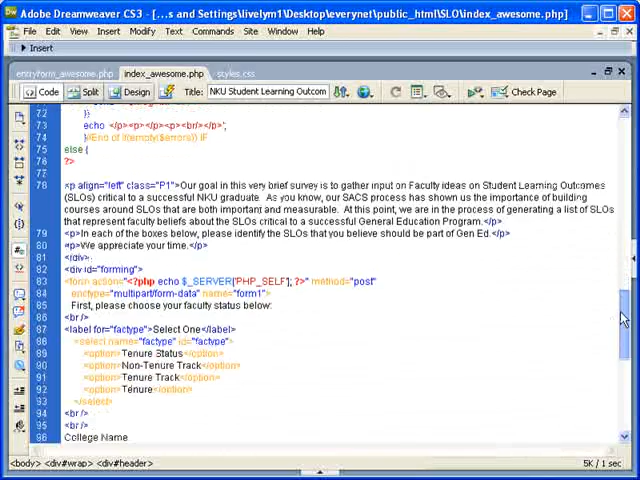 Adobe Dreamweaver CS3 - [...s and Settings\livelym1\Desktop\everynet\public_html\SLO\index_awesome.php]
File Edit View Insert Modify Text Commands Site Window Help
Insert
entryform_awesome.php index_awesome.php styles.css
Code Split Design Title: NKU Student Learning Outcom Check Page
72 }}
73 echo '</p></p><p><br/></p>';
74 }//End of if(empty($errors)) IF
75 else {
76 ?>
77
78 <p align="left" class="P1">Our goal in this very brief survey is to gather input on Faculty ideas on Student Learning Outcomes
(SLOs) critical to a successful NKU graduate. As you know, our SACS process has shown us the importance of building
courses around SLOs that are both important and measurable. At this point, we are in the process of generating a list of SLOs
that represent faculty beliefs about the SLOs critical to a successful General Education Program.</p>
79 <p>In each of the boxes below, please identify the SLOs that you believe should be part of Gen Ed.</p>
80 <p>We appreciate your time.</p>
81 </div>
82 <div id="forming">
83 <form action="<?php echo $_SERVER['PHP_SELF']; ?>" method="post"
84 enctype="multipart/form-data" name="form1">
85 First, please choose your faculty status below:
86 <br />
87 <label for="factype">Select One</label>
88 <select name="factype" id="factype">
89 <option>Tenure Status</option>
90 <option>Non-Tenure Track</option>
91 <option>Tenure Track</option>
92 <option>Tenure</option>
93 </select>
94 <br />
95 <br />
96 College Name
<body> <div#wrap> <div#header> 5K / 1 sec